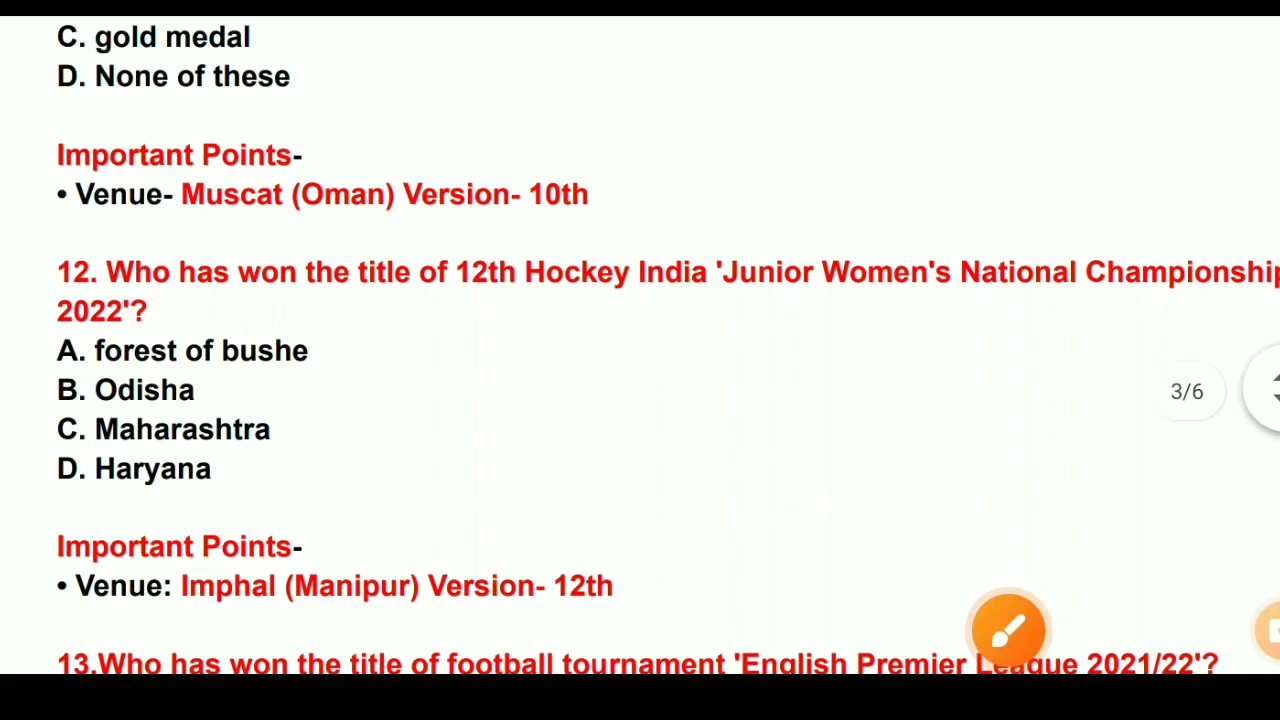 C. gold medal
D. None of these
Important Points-
• Venue- Muscat (Oman) Version- 10th
12. Who has won the title of 12th Hockey India 'Junior Women's National Championship
2022'?
A. forest of bushe
B. Odisha
C. Maharashtra
D. Haryana
3/6
Important Points-
• Venue: Imphal (Manipur) Version- 12th
13.Who has won the title of football tournament 'English Premier League 2021/22'?